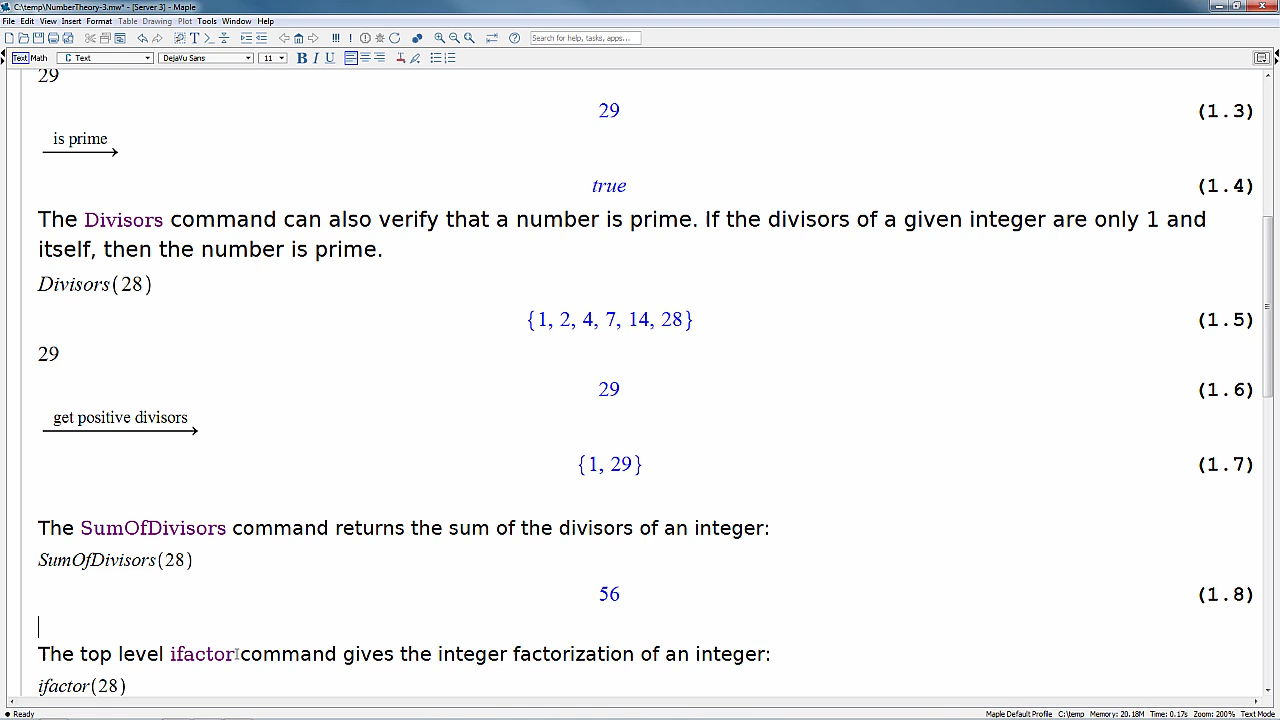 C:\temp\NumberTheory-3.mw* - [Server 3] - Maple
File Edit View Insert Format Table Drawing Plot Tools Window Help
Search for help, tasks, apps...
Text Math C Text DejaVu Sans 11 B I U
29
29 (1.3)
is prime
true (1.4)
The Divisors command can also verify that a number is prime. If the divisors of a given integer are only 1 and
itself, then the number is prime.
Divisors(28)
{1, 2, 4, 7, 14, 28} (1.5)
29
29 (1.6)
get positive divisors
{1, 29} (1.7)
The SumOfDivisors command returns the sum of the divisors of an integer:
SumOfDivisors(28)
56 (1.8)
The top level ifactor command gives the integer factorization of an integer:
ifactor(28)
Ready Maple Default Profile C:\temp Memory: 20.18M Time: 0.17s Zoom: 200% Text Mode